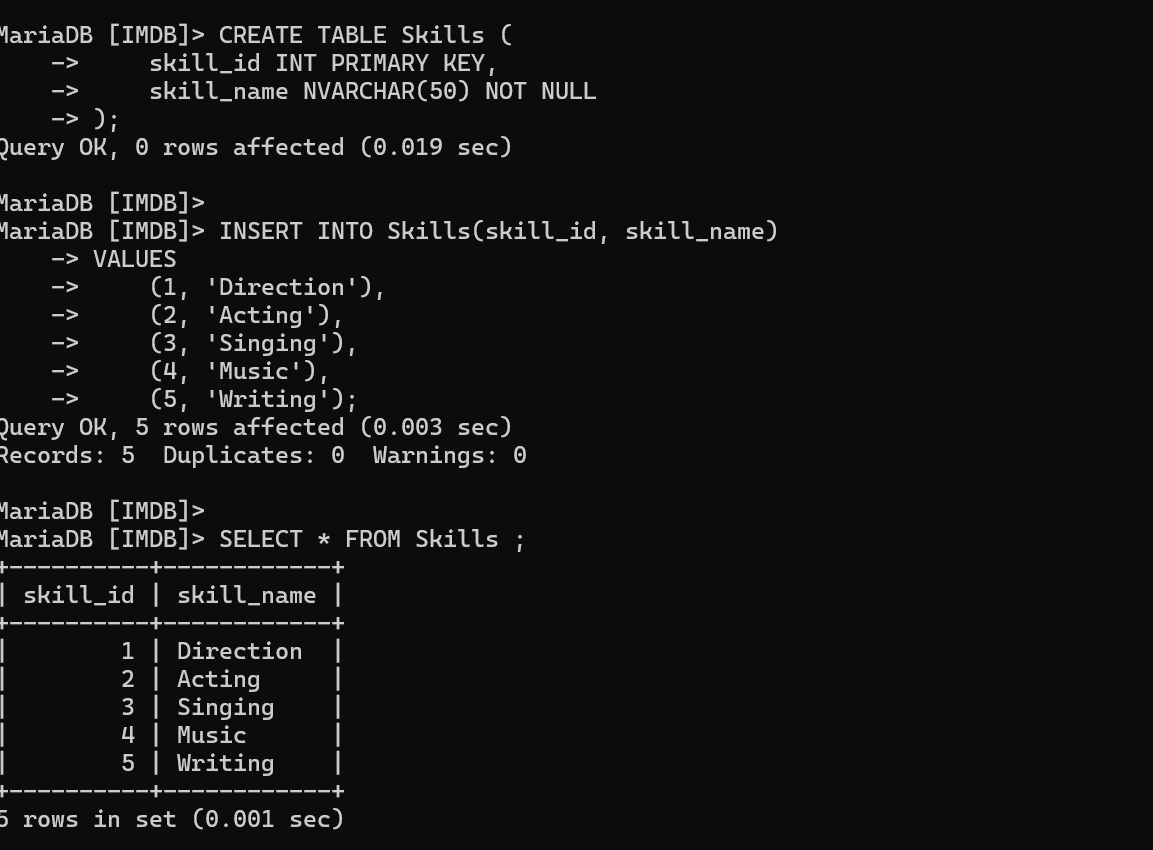 MariaDB [IMDB]> CREATE TABLE Skills (
    ->     skill_id INT PRIMARY KEY,
    ->     skill_name NVARCHAR(50) NOT NULL
    -> );
Query OK, 0 rows affected (0.019 sec)

MariaDB [IMDB]>
MariaDB [IMDB]> INSERT INTO Skills(skill_id, skill_name)
    -> VALUES
    ->     (1, 'Direction'),
    ->     (2, 'Acting'),
    ->     (3, 'Singing'),
    ->     (4, 'Music'),
    ->     (5, 'Writing');
Query OK, 5 rows affected (0.003 sec)
Records: 5  Duplicates: 0  Warnings: 0

MariaDB [IMDB]>
MariaDB [IMDB]> SELECT * FROM Skills ;
+----------+------------+
| skill_id | skill_name |
+----------+------------+
|        1 | Direction  |
|        2 | Acting     |
|        3 | Singing    |
|        4 | Music      |
|        5 | Writing    |
+----------+------------+
5 rows in set (0.001 sec)